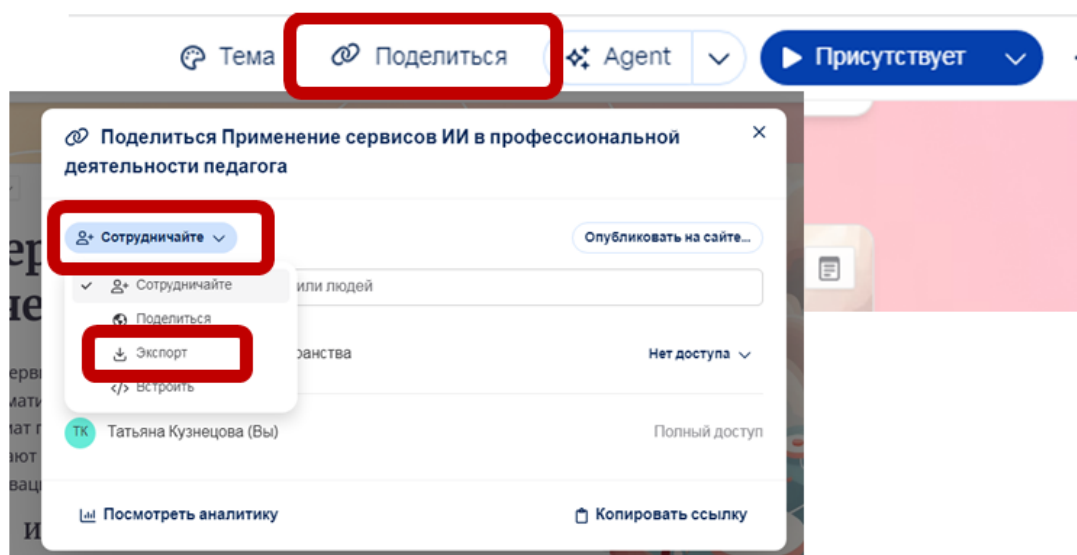 Тема
Поделиться
Agent
Присутствует
Поделиться Применение сервисов ИИ в профессиональной
деятельности педагога
Сотрудничайте
Опубликовать на сайте...
Сотрудничайте
или людей
Поделиться
Экспорт
Нет доступа
Встроить
ТК
Татьяна Кузнецова (Вы)
Полный доступ
Посмотреть аналитику
Копировать ссылку